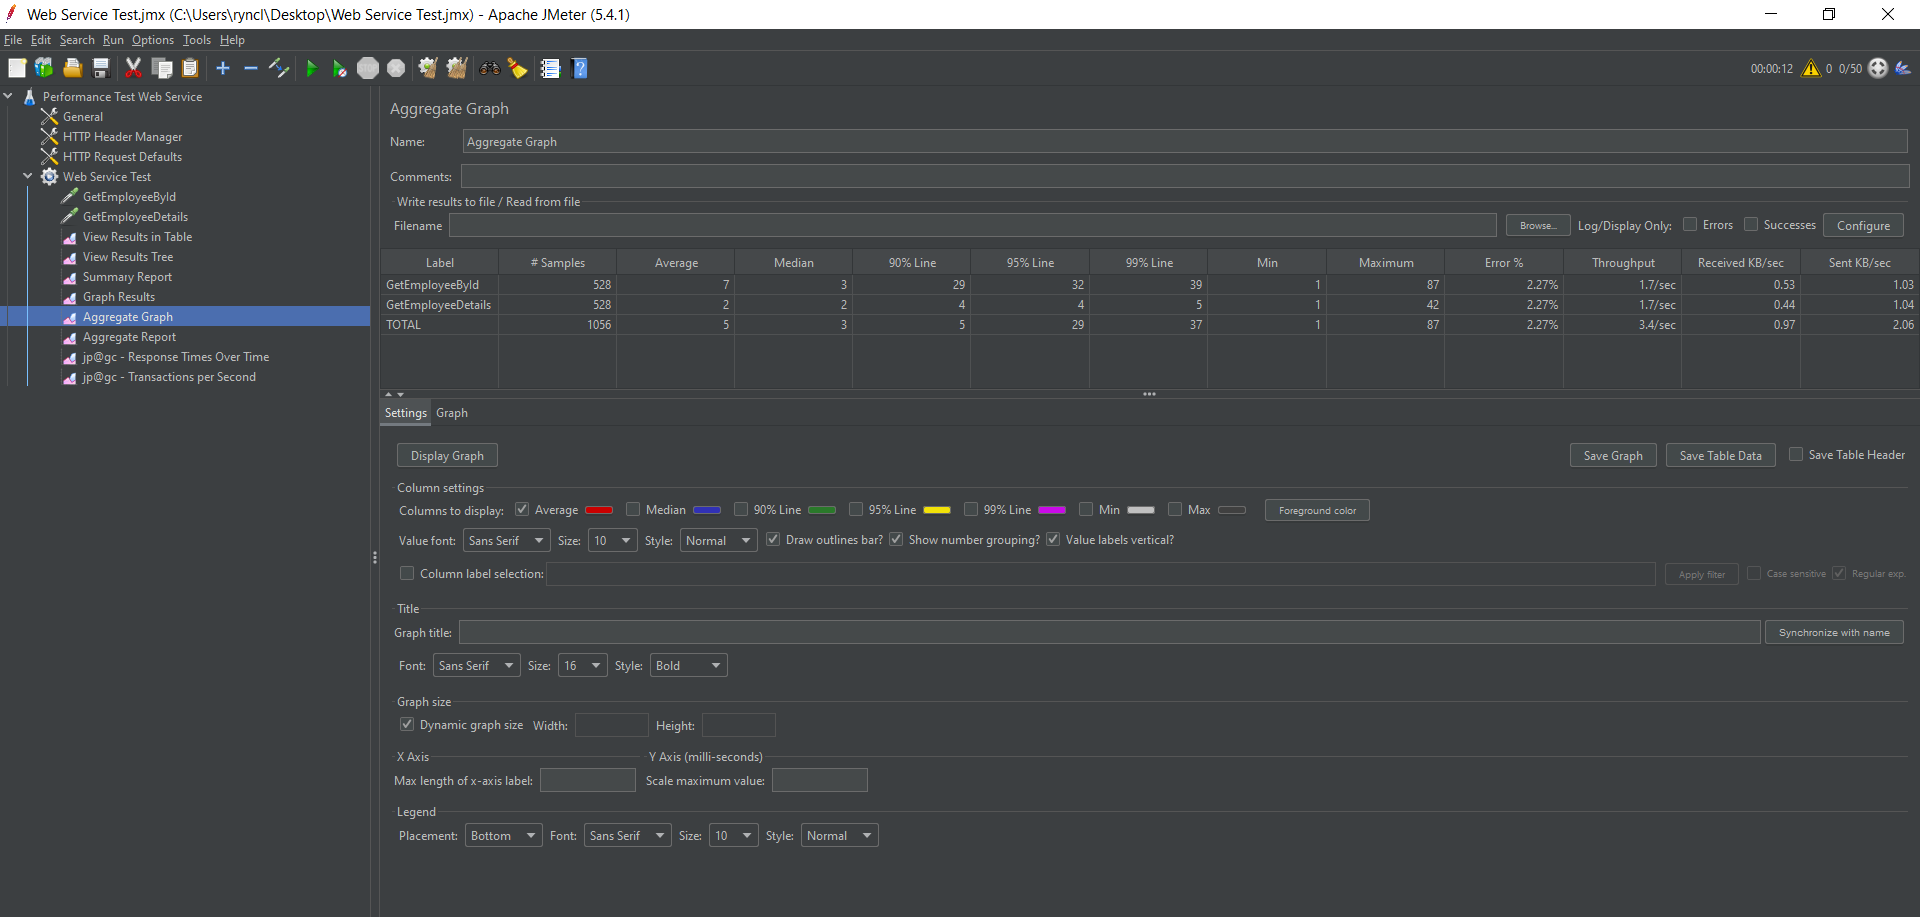 Web Service Test.jmx (C:\Users\ryncl\Desktop\Web Service Test.jmx) - Apache JMeter (5.4.1)
File Edit Search Run Options Tools Help
00:00:12 0 0/50
Performance Test Web Service
General
HTTP Header Manager
HTTP Request Defaults
Web Service Test
GetEmployeeById
GetEmployeeDetails
View Results in Table
View Results Tree
Summary Report
Graph Results
Aggregate Graph
Aggregate Report
jp@gc - Response Times Over Time
jp@gc - Transactions per Second
Aggregate Graph
Name: Aggregate Graph
Comments:
Write results to file / Read from file
Filename Browse... Log/Display Only: Errors Successes Configure
Label # Samples Average Median 90% Line 95% Line 99% Line Min Maximum Error % Throughput Received KB/sec Sent KB/sec
GetEmployeeById 528 7 3 29 32 39 1 87 2.27% 1.7/sec 0.53 1.03
GetEmployeeDetails 528 2 2 4 4 5 1 42 2.27% 1.7/sec 0.44 1.04
TOTAL 1056 5 3 5 29 37 1 87 2.27% 3.4/sec 0.97 2.06
Settings Graph
Display Graph Save Graph Save Table Data Save Table Header
Column settings
Columns to display: Average Median 90% Line 95% Line 99% Line Min Max Foreground color
Value font: Sans Serif Size: 10 Style: Normal Draw outlines bar? Show number grouping? Value labels vertical?
Column label selection: Apply filter Case sensitive Regular exp.
Title
Graph title: Synchronize with name
Font: Sans Serif Size: 16 Style: Bold
Graph size
Dynamic graph size Width: Height:
X Axis Y Axis (milli-seconds)
Max length of x-axis label: Scale maximum value:
Legend
Placement: Bottom Font: Sans Serif Size: 10 Style: Normal